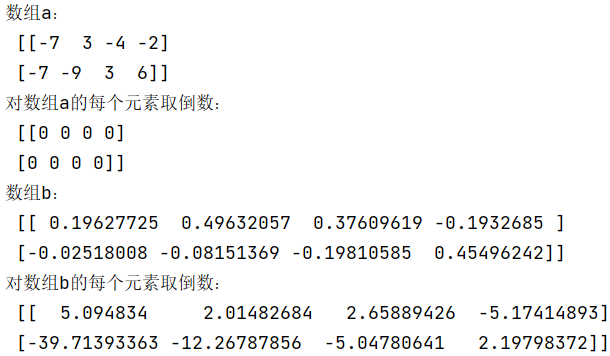 数组a：
[[-7  3 -4 -2]
[-7 -9  3  6]]
对数组a的每个元素取倒数：
[[0 0 0 0]
[0 0 0 0]]
数组b：
[[ 0.19627725  0.49632057  0.37609619 -0.1932685 ]
[-0.02518008 -0.08151369 -0.19810585  0.45496242]]
对数组b的每个元素取倒数：
[[  5.094834     2.01482684   2.65889426  -5.17414893]
[-39.71393363 -12.26787856  -5.04780641   2.19798372]]